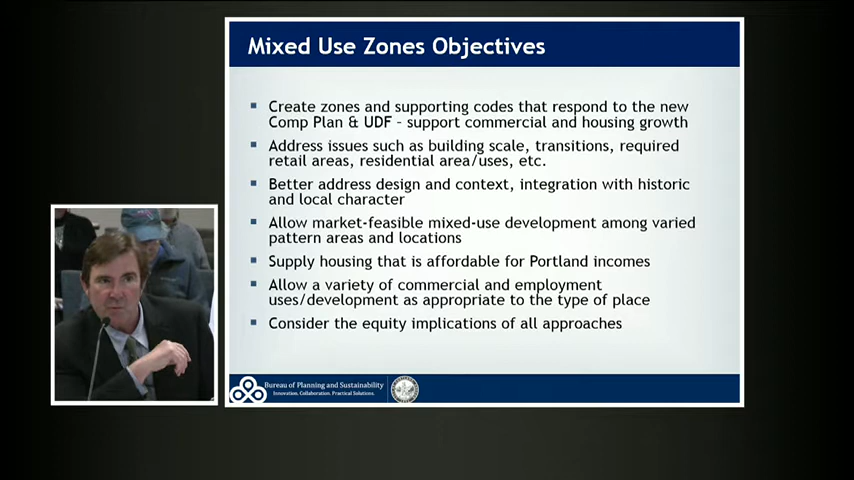 Mixed Use Zones Objectives
Create zones and supporting codes that respond to the new
Comp Plan & UDF – support commercial and housing growth
Address issues such as building scale, transitions, required
retail areas, residential area/uses, etc.
Better address design and context, integration with historic
and local character
Allow market-feasible mixed-use development among varied
pattern areas and locations
Supply housing that is affordable for Portland incomes
Allow a variety of commercial and employment
uses/development as appropriate to the type of place
Consider the equity implications of all approaches
Bureau of Planning and Sustainability
Innovation. Collaboration. Practical Solutions.